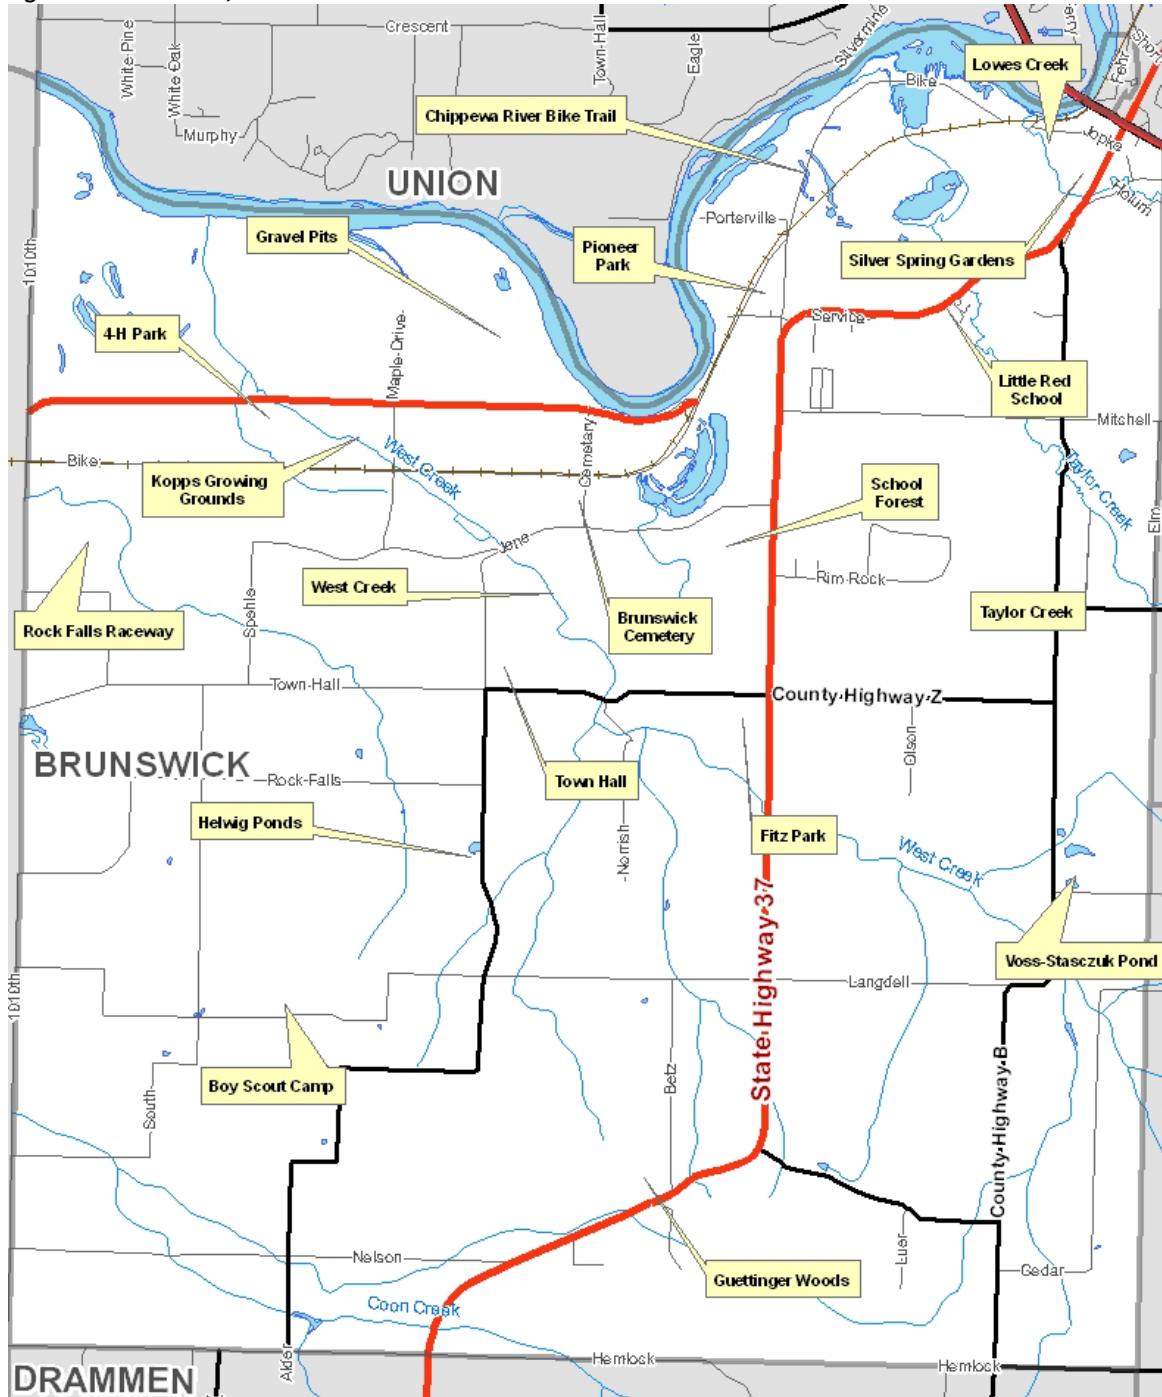 Crescent
White-Pine
White Oak
Town-Hall
Eagle
Silvermine
Fehr
Short
Lowes Creek
Bike
Chippewa River Bike Trail
Murphy
Jopke
UNION
Holum
Porterville
Gravel Pits
Pioneer
Park
Silver Spring Gardens
1010th
4-H Park
Maple-Drive
Service
Little Red
School
Mitchell
Cemetary
Bike
West Creek
Kopps Growing
Grounds
School
Forest
Taylor Creek
Elm
Jene
Rim Rock
West Creek
Spehle
Brunswick
Cemetery
Taylor Creek
Rock Falls Raceway
Town-Hall
County-Highway-Z
Olson
BRUNSWICK
Rock-Falls
Town Hall
Helwig Ponds
Norrish
Fitz Park
West Creek
State-Highway-37
Voss-Stasczuk Pond
1010th
Langdell
Betz
County-Highway-B
Boy Scout Camp
South
Nelson
Luer
Cedar
Guettinger Woods
Coon Creek
Alder
Hemlock
Hemlock
DRAMMEN